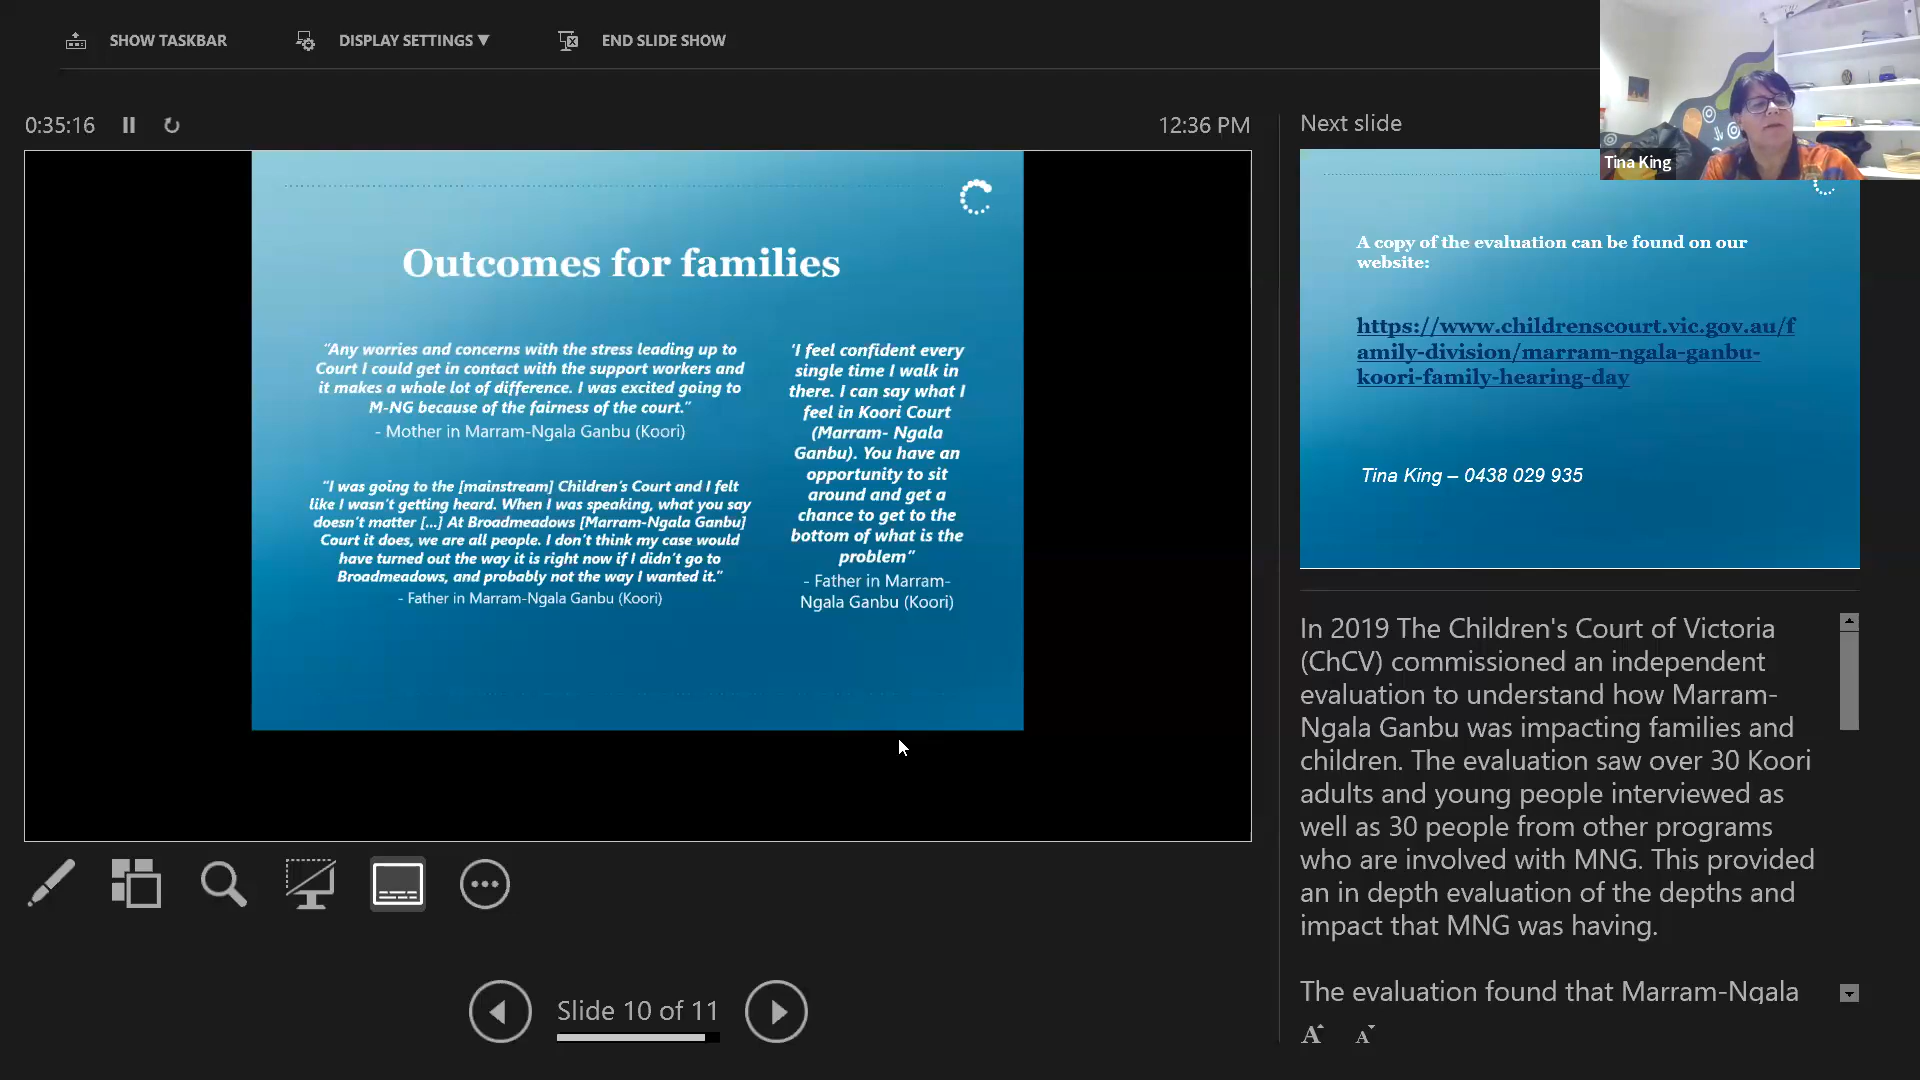 SHOW TASKBAR
DISPLAY SETTINGS ▼
END SLIDE SHOW
0:35:16
12:36 PM
Outcomes for families
"Any worries and concerns with the stress leading up to
Court I could get in contact with the support workers and
it makes a whole lot of difference. I was excited going to
M-NG because of the fairness of the court."
- Mother in Marram-Ngala Ganbu (Koori)
"I was going to the [mainstream] Children's Court and I felt
like I wasn't getting heard. When I was speaking, what you say
doesn't matter [...] At Broadmeadows [Marram-Ngala Ganbu]
Court it does, we are all people. I don't think my case would
have turned out the way it is right now if I didn't go to
Broadmeadows, and probably not the way I wanted it."
- Father in Marram-Ngala Ganbu (Koori)
'I feel confident every
single time I walk in
there. I can say what I
feel in Koori Court
(Marram- Ngala
Ganbu). You have an
opportunity to sit
around and get a
chance to get to the
bottom of what is the
problem"
- Father in Marram-
Ngala Ganbu (Koori)
Slide 10 of 11
Next slide
Tina King
A copy of the evaluation can be found on our
website:
https://www.childrenscourt.vic.gov.au/f
amily-division/marram-ngala-ganbu-
koori-family-hearing-day
Tina King – 0438 029 935
In 2019 The Children's Court of Victoria
(ChCV) commissioned an independent
evaluation to understand how Marram-
Ngala Ganbu was impacting families and
children. The evaluation saw over 30 Koori
adults and young people interviewed as
well as 30 people from other programs
who are involved with MNG. This provided
an in depth evaluation of the depths and
impact that MNG was having.
The evaluation found that Marram-Ngala
A A